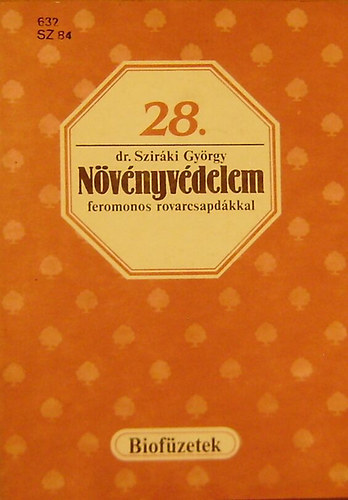 632
SZ 84
28.
dr. Sziráki György
Növényvédelem
feromonos rovarcsapdákkal
Biofüzetek